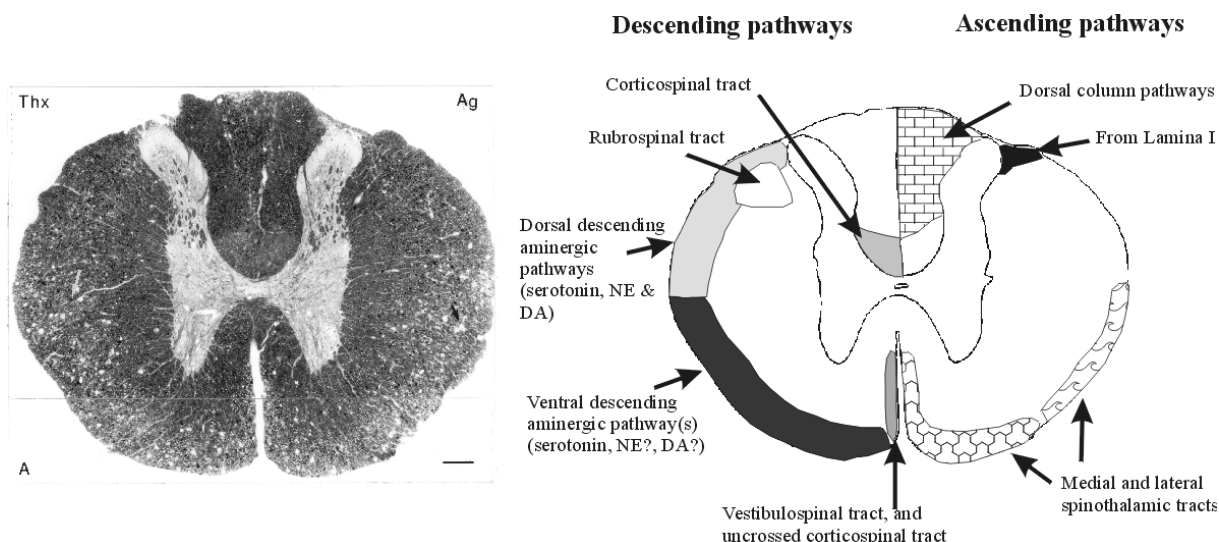 Descending pathways
Ascending pathways
Thx
Ag
A
Corticospinal tract
Rubrospinal tract
Dorsal descending
aminergic
pathways
(serotonin, NE &
DA)
Ventral descending
aminergic pathway(s)
(serotonin, NE?, DA?)
Vestibulospinal tract, and
uncrossed corticospinal tract
Dorsal column pathways
From Lamina I
Medial and lateral
spinothalamic tracts